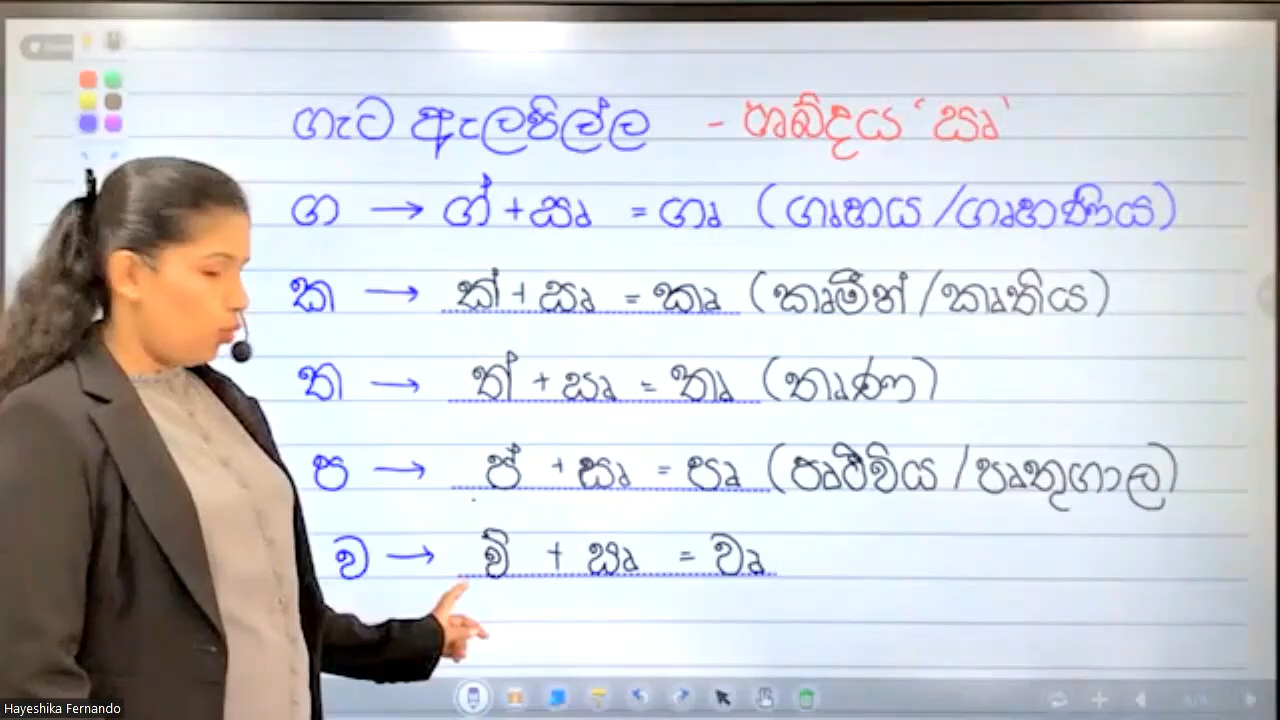 ගැට ඇලපිල්ල - ශබ්දය ‘ඍ’
ග → ග් + ඍ = ගෘ (ගෘහය / ගෘහණිය)
ක → ක් + ඍ = කෘ (කෘමීන් / කෘතිය)
ත → ත් + ඍ = තෘ (තෘණ)
ප → ප් + ඍ = පෘ (පෘථිවිය / පෘතුගාල)
ව → ව් + ඍ = වෘ
Hayeshika Fernando